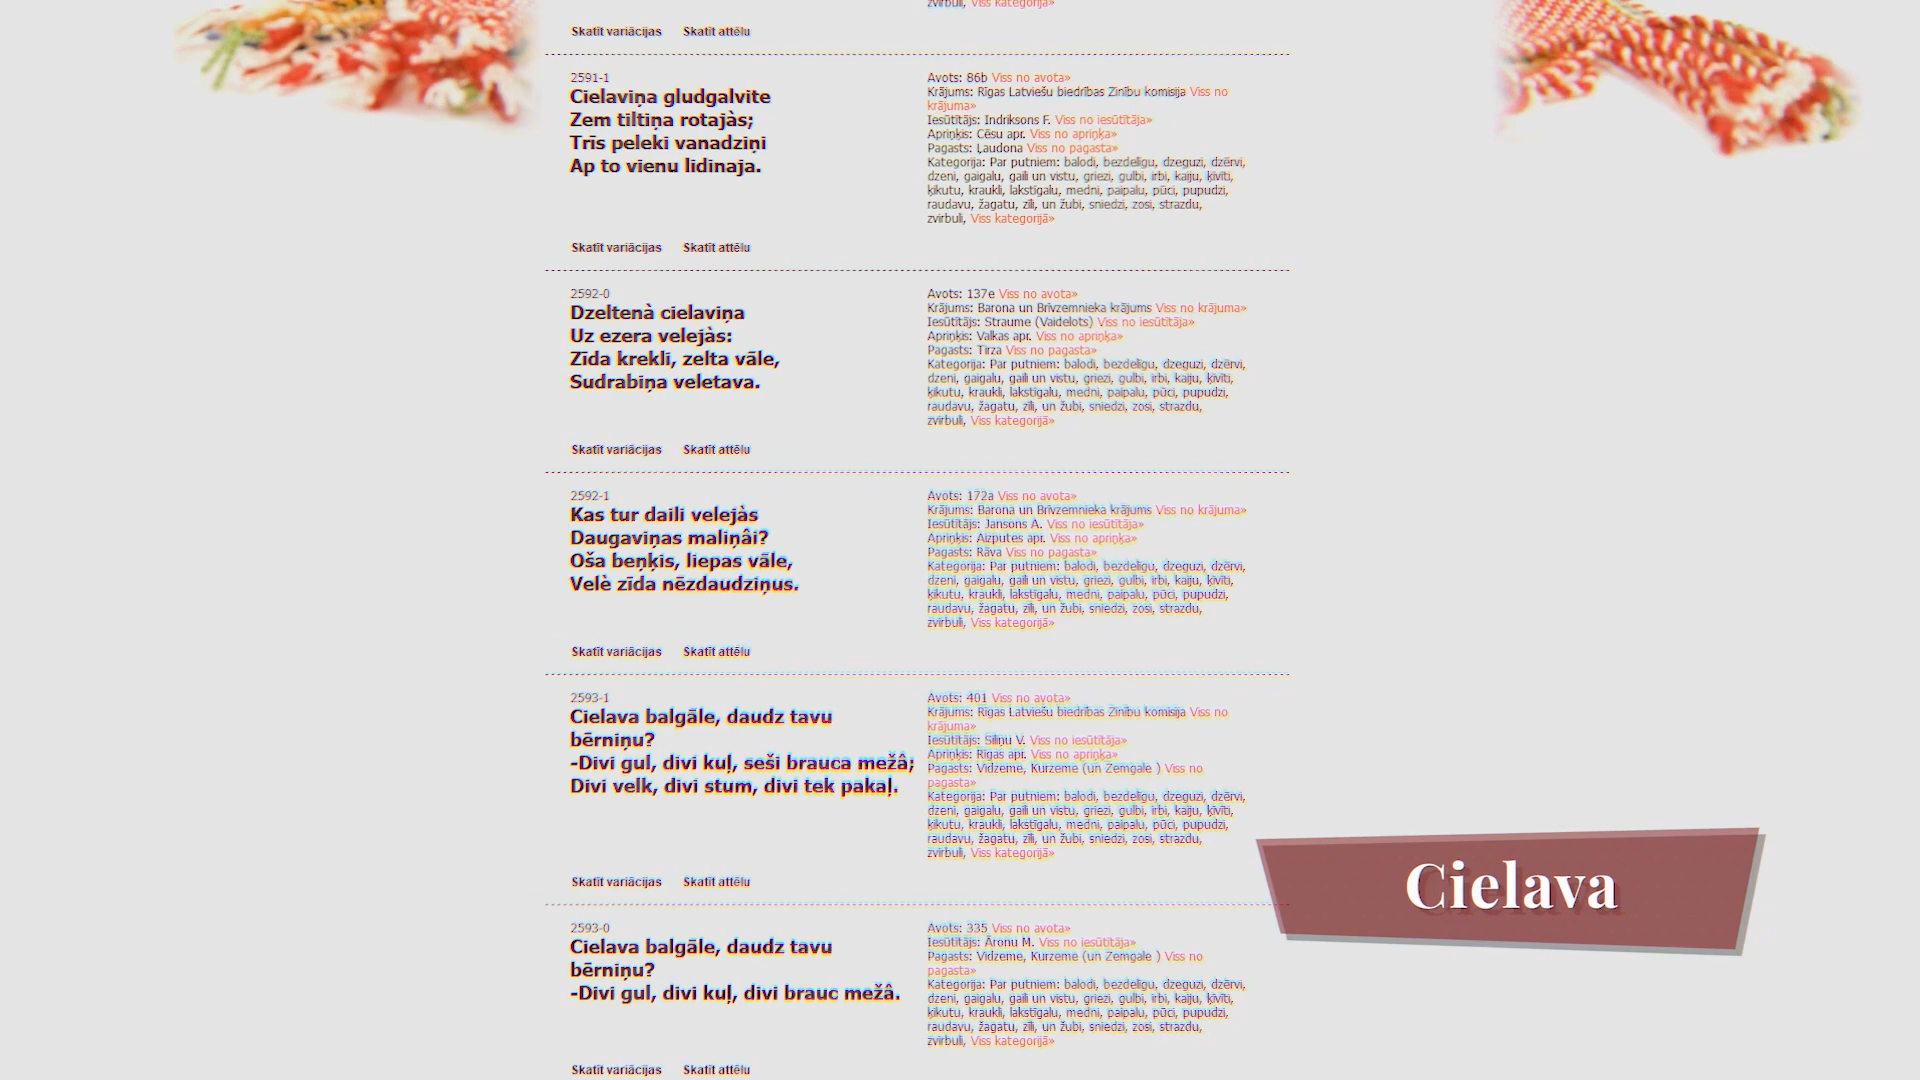 zvirbuli, Viss kategorijā»
Skatīt variācijas Skatīt attēlu
2591-1
Cielaviņa gludgalvite
Zem tiltiņa rotajàs;
Trīs peleki vanadziņi
Ap to vienu lidinaja.
Avots: 86b Viss no avota»
Krājums: Rīgas Latviešu biedrības Zinību komisija Viss no
krājuma»
Iesūtītājs: Indriksons F. Viss no iesūtītāja»
Apriņķis: Cēsu apr. Viss no apriņķa»
Pagasts: Ļaudona Viss no pagasta»
Kategorija: Par putniem: balodi, bezdelīgu, dzeguzi, dzērvi,
dzeni, gaigalu, gaili un vistu, griezi, gulbi, irbi, kaiju, ķīvīti,
ķikutu, kraukli, lakstīgalu, medni, paipalu, pūci, pupudzi,
raudavu, žagatu, zīli, un žubi, sniedzi, zosi, strazdu,
zvirbuli, Viss kategorijā»
Skatīt variācijas Skatīt attēlu
2592-0
Dzeltenà cielaviņa
Uz ezera velejàs:
Zīda krekli, zelta vāle,
Sudrabiņa veletava.
Avots: 137e Viss no avota»
Krājums: Barona un Brīvzemnieka krājums Viss no krājuma»
Iesūtītājs: Straume (Vaidelots) Viss no iesūtītāja»
Apriņķis: Valkas apr. Viss no apriņķa»
Pagasts: Tirza Viss no pagasta»
Kategorija: Par putniem: balodi, bezdelīgu, dzeguzi, dzērvi,
dzeni, gaigalu, gaili un vistu, griezi, gulbi, irbi, kaiju, ķīvīti,
ķikutu, kraukli, lakstīgalu, medni, paipalu, pūci, pupudzi,
raudavu, žagatu, zīli, un žubi, sniedzi, zosi, strazdu,
zvirbuli, Viss kategorijā»
Skatīt variācijas Skatīt attēlu
2592-1
Kas tur daili velejàs
Daugaviņas maliņâi?
Oša beņķis, liepas vāle,
Velè zīda nēzdaudziņus.
Avots: 172a Viss no avota»
Krājums: Barona un Brīvzemnieka krājums Viss no krājuma»
Iesūtītājs: Jansons A. Viss no iesūtītāja»
Apriņķis: Aizputes apr. Viss no apriņķa»
Pagasts: Rāva Viss no pagasta»
Kategorija: Par putniem: balodi, bezdelīgu, dzeguzi, dzērvi,
dzeni, gaigalu, gaili un vistu, griezi, gulbi, irbi, kaiju, ķīvīti,
ķikutu, kraukli, lakstīgalu, medni, paipalu, pūci, pupudzi,
raudavu, žagatu, zīli, un žubi, sniedzi, zosi, strazdu,
zvirbuli, Viss kategorijā»
Skatīt variācijas Skatīt attēlu
2593-1
Cielava balgāle, daudz tavu
bērniņu?
-Divi gul, divi kuļ, seši brauca mežâ;
Divi velk, divi stum, divi tek pakaļ.
Avots: 401 Viss no avota»
Krājums: Rīgas Latviešu biedrības Zinību komisija Viss no
krājuma»
Iesūtītājs: Siliņu V. Viss no iesūtītāja»
Apriņķis: Rīgas apr. Viss no apriņķa»
Pagasts: Vidzeme, Kurzeme (un Zemgale ) Viss no
pagasta»
Kategorija: Par putniem: balodi, bezdelīgu, dzeguzi, dzērvi,
dzeni, gaigalu, gaili un vistu, griezi, gulbi, irbi, kaiju, ķīvīti,
ķikutu, kraukli, lakstīgalu, medni, paipalu, pūci, pupudzi,
raudavu, žagatu, zīli, un žubi, sniedzi, zosi, strazdu,
zvirbuli, Viss kategorijā»
Skatīt variācijas Skatīt attēlu
Cielava
2593-0
Cielava balgāle, daudz tavu
bērniņu?
-Divi gul, divi kuļ, divi brauc mežâ.
Avots: 335 Viss no avota»
Iesūtītājs: Āronu M. Viss no iesūtītāja»
Pagasts: Vidzeme, Kurzeme (un Zemgale ) Viss no
pagasta»
Kategorija: Par putniem: balodi, bezdelīgu, dzeguzi, dzērvi,
dzeni, gaigalu, gaili un vistu, griezi, gulbi, irbi, kaiju, ķīvīti,
ķikutu, kraukli, lakstīgalu, medni, paipalu, pūci, pupudzi,
raudavu, žagatu, zīli, un žubi, sniedzi, zosi, strazdu,
zvirbuli, Viss kategorijā»
Skatīt variācijas Skatīt attēlu